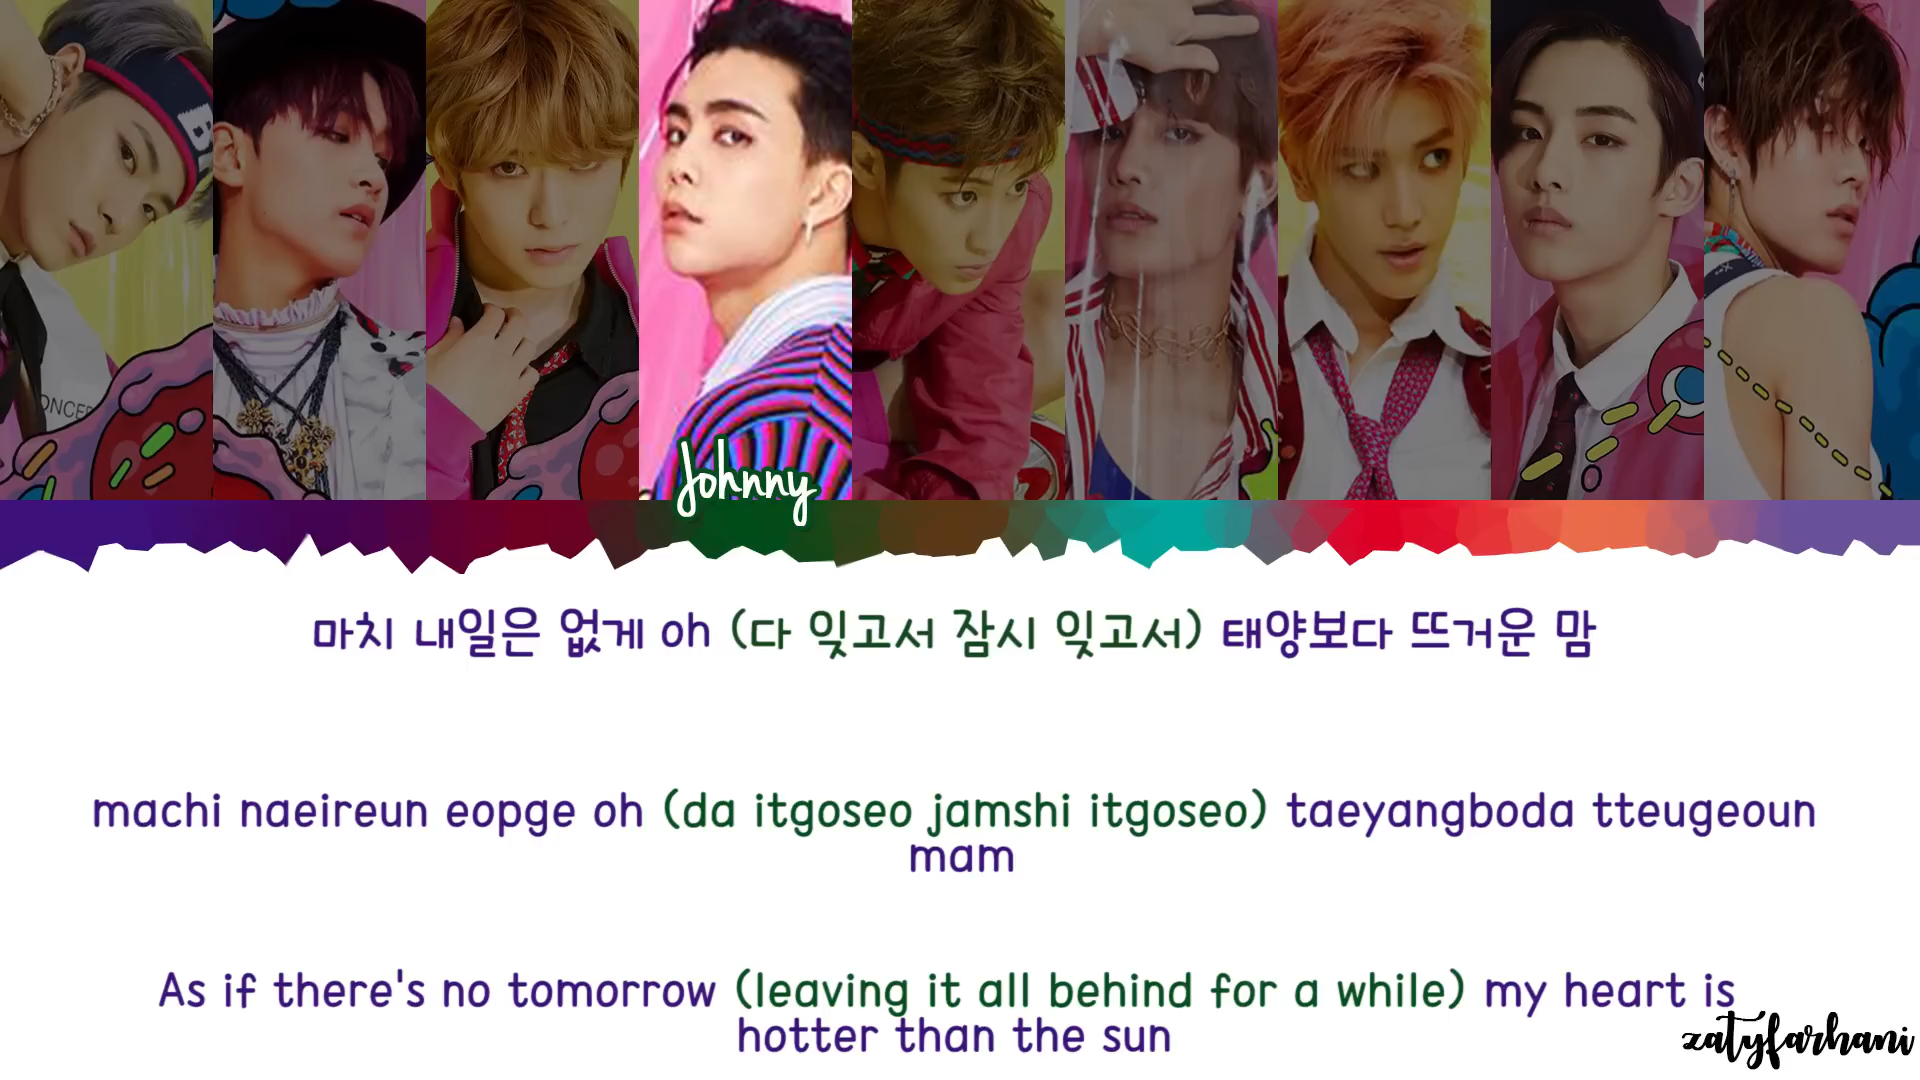 Johnny
마치 내일은 없게 oh (다 잊고서 잠시 잊고서) 태양보다 뜨거운 맘
machi naeireun eopge oh (da itgoseo jamshi itgoseo) taeyangboda tteugeoun
mam
As if there's no tomorrow (leaving it all behind for a while) my heart is
hotter than the sun
zatyfarhani